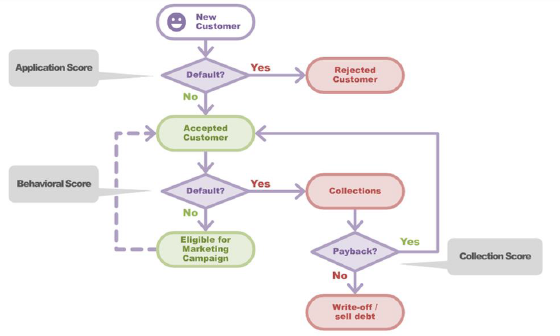 New
Customer
Application Score
Default?
Yes
Rejected
Customer
No
Accepted
Customer
Behavioral Score
Default?
Yes
Collections
No
Eligible for
Marketing
Campaign
Payback?
Yes
Collection Score
No
Write-off /
sell debt